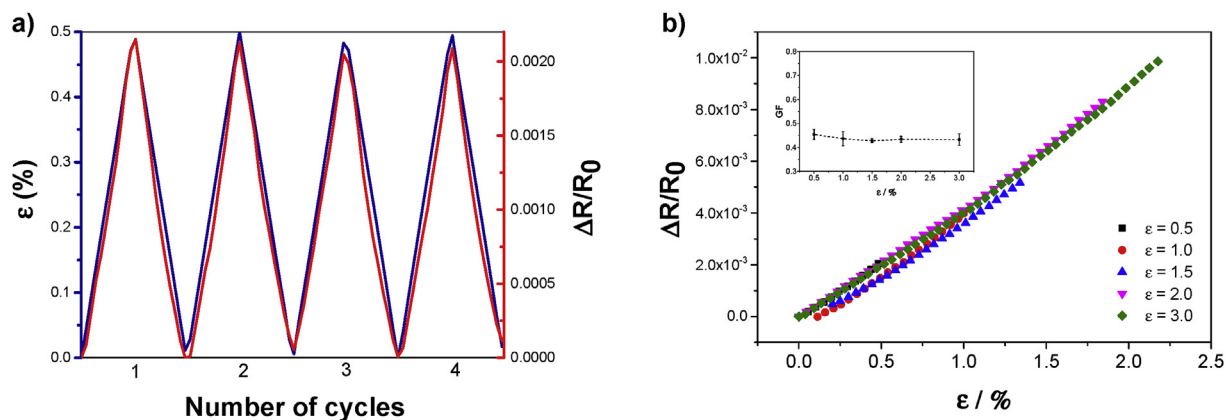 a)
0.5
0.4
0.3
0.2
0.1
0.0
ε (%)
1 2 3 4
Number of cycles
0.0020
0.0015
0.0010
0.0005
0.0000
ΔR/R0
b)
1.0x10-2
8.0x10-3
6.0x10-3
4.0x10-3
2.0x10-3
0.0
ΔR/R0
0.8
0.7
0.6
0.5
0.4
0.3
GF
0.5 1.0 1.5 2.0 2.5 3.0
ε / %
ε = 0.5
ε = 1.0
ε = 1.5
ε = 2.0
ε = 3.0
0.0 0.5 1.0 1.5 2.0 2.5
ε / %